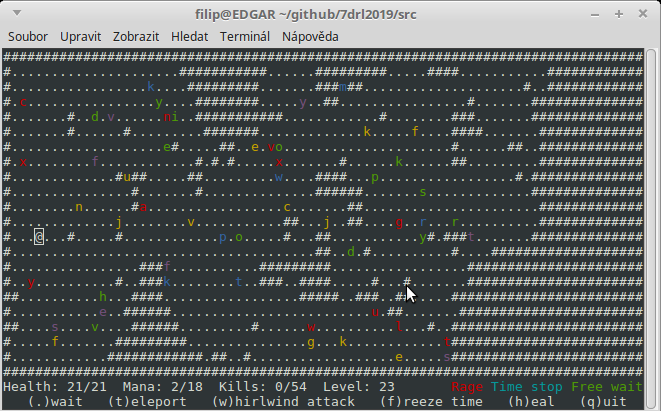 filip@EDGAR ~/github/7drl2019/src
Soubor Upravit Zobrazit Hledat Terminál Nápověda
Health: 21/21 Mana: 2/18 Kills: 0/54 Level: 23 Rage Time stop Free wait
(.)wait (t)eleport (w)hirlwind attack (f)reeze time (h)eal (q)uit